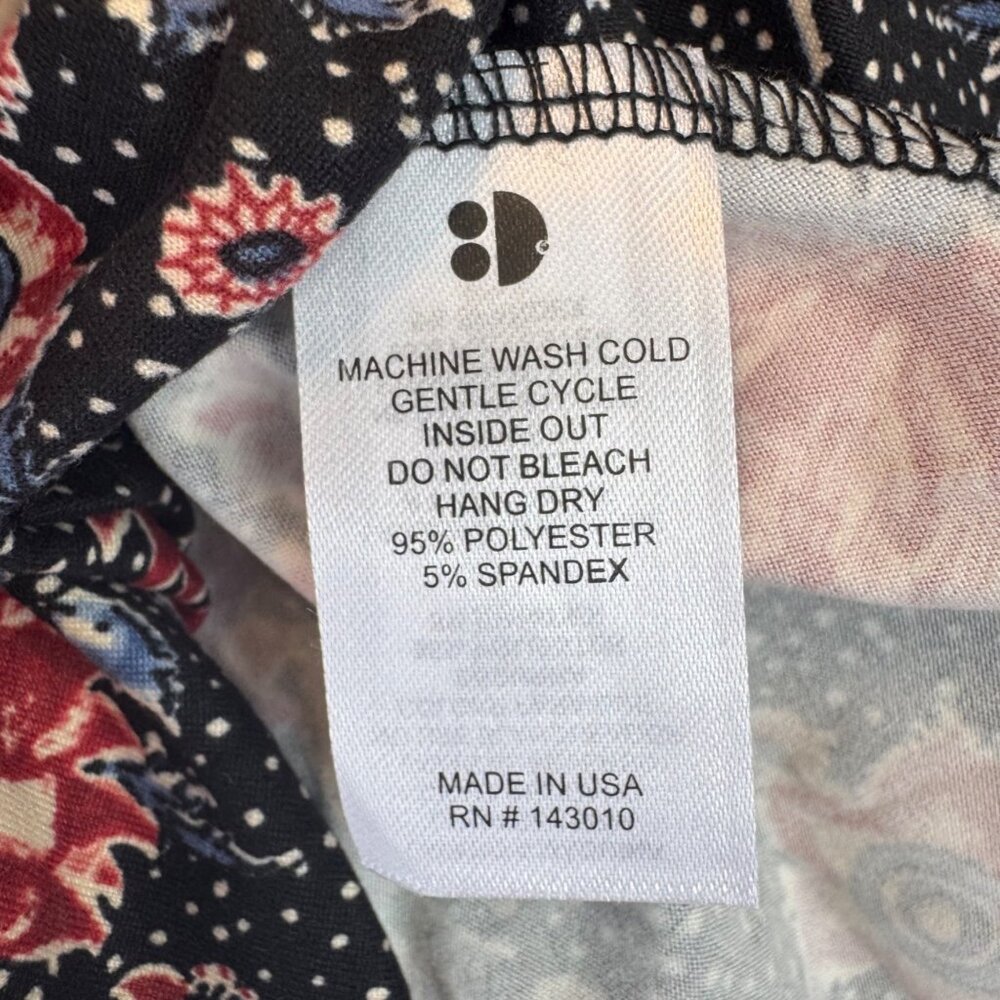 MACHINE WASH COLD
GENTLE CYCLE
INSIDE OUT
DO NOT BLEACH
HANG DRY
95% POLYESTER
5% SPANDEX
MADE IN USA
RN # 143010